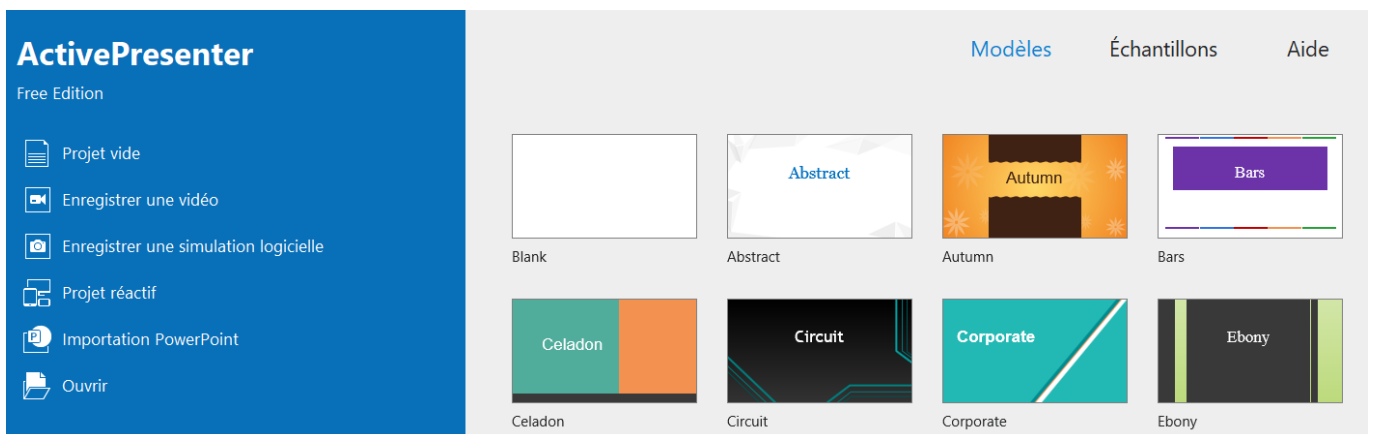 ActivePresenter
Free Edition
Projet vide
Enregistrer une vidéo
Enregistrer une simulation logicielle
Projet réactif
Importation PowerPoint
Ouvrir
Modèles Échantillons Aide
Abstract Autumn Bars
Blank Abstract Autumn Bars
Celadon Circuit Corporate Ebony
Celadon Circuit Corporate Ebony